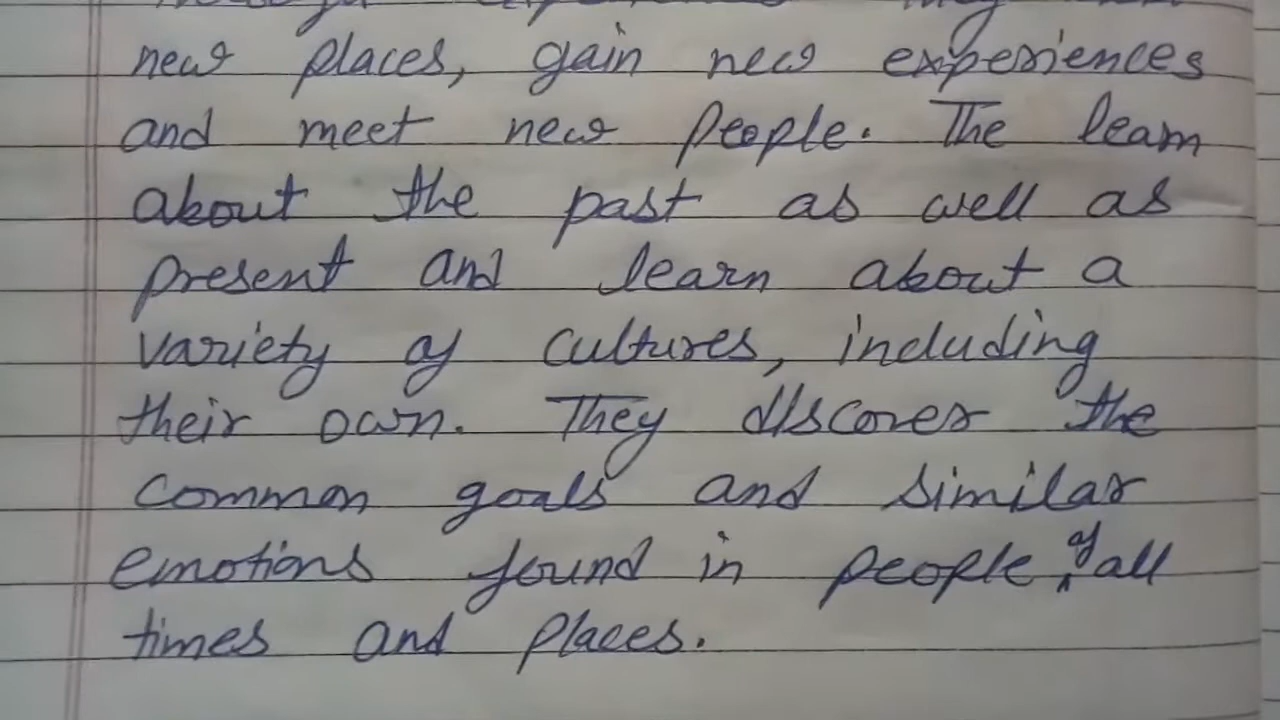 new places, gain new experiences
and meet new people. The learn
about the past as well as
present and learn about a
variety of cultures, including
their own. They discover the
common goals and similar
emotions found in people of all
times and places.